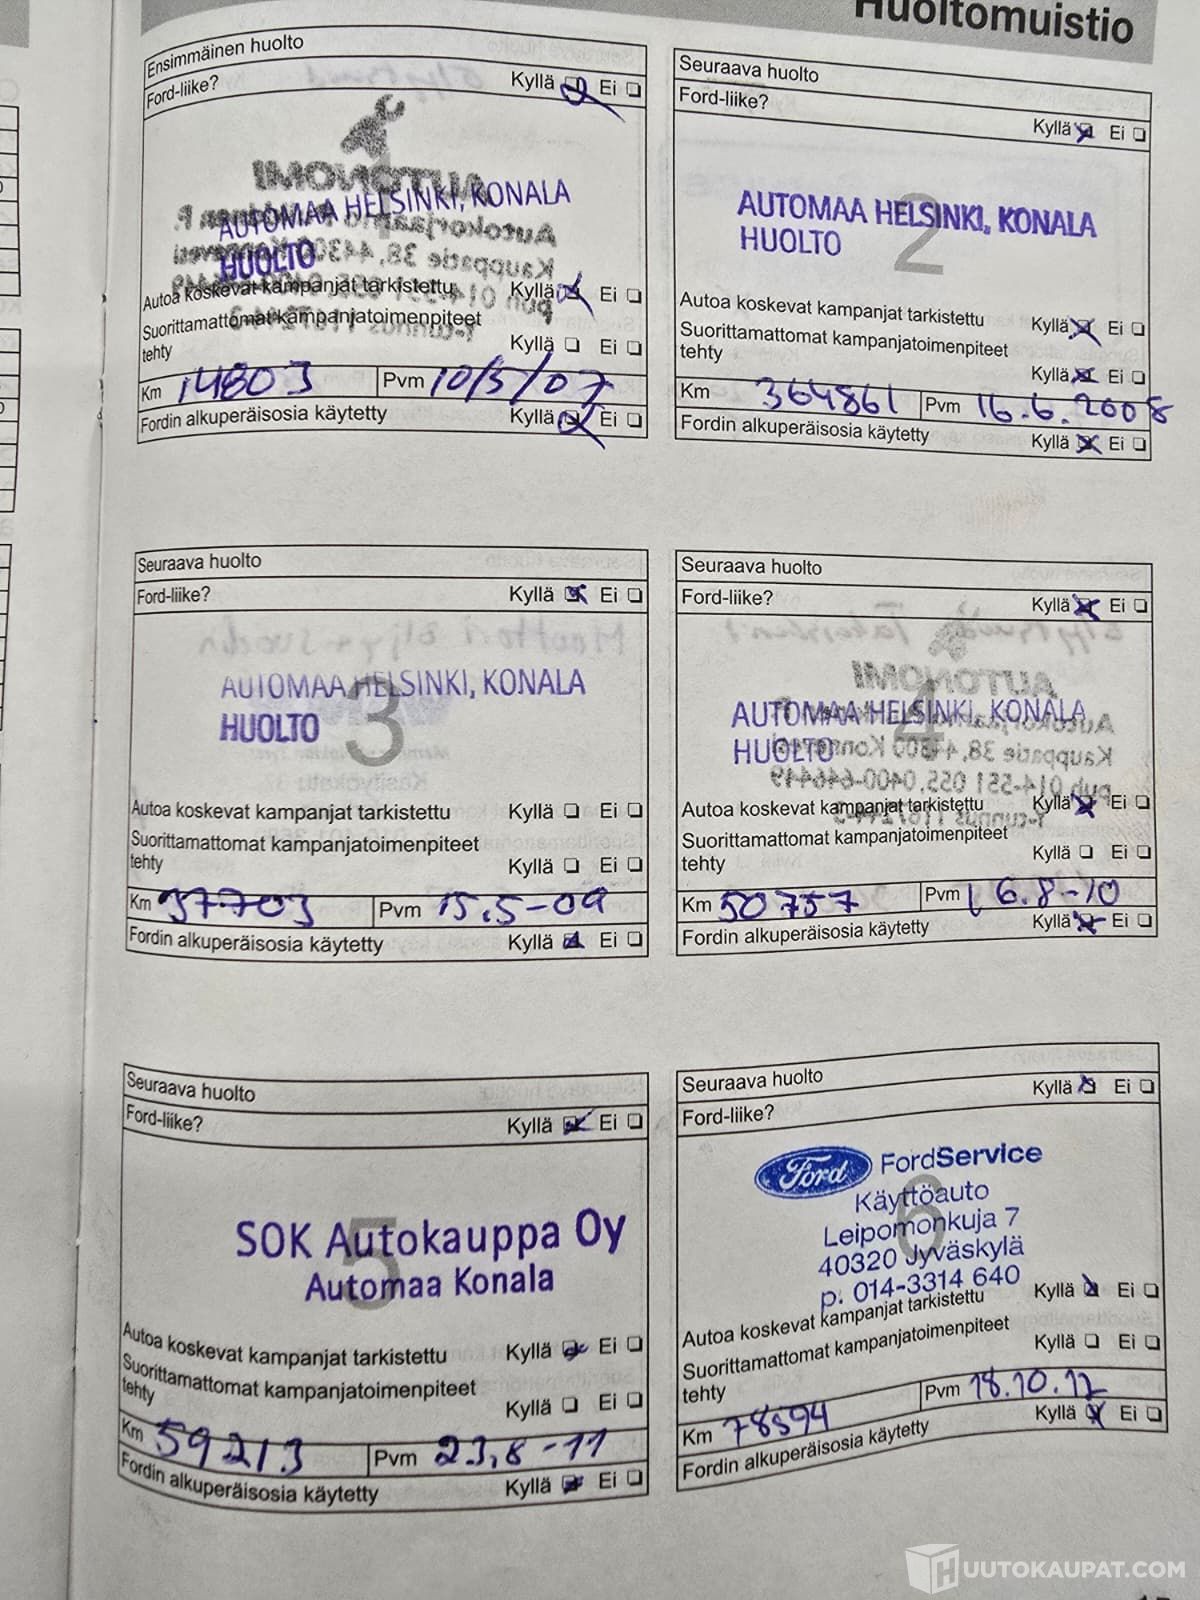 Huoltomuistio
Ensimmäinen huolto
Ford-liike?
Kyllä Ei
1
AUTOMAA HELSINKI, KONALA
HUOLTO
Autoa koskevat kampanjat tarkistettu
Kyllä Ei
Suorittamattomat kampanjatoimenpiteet
tehty
Kyllä Ei
Km 14803 Pvm 10/5/07
Fordin alkuperäisosia käytetty
Kyllä Ei
Seuraava huolto
Ford-liike?
Kyllä Ei
2
AUTOMAA HELSINKI, KONALA
HUOLTO
Autoa koskevat kampanjat tarkistettu
Kyllä Ei
Suorittamattomat kampanjatoimenpiteet
tehty
Kyllä Ei
Km 364861 Pvm 16.6.2008
Fordin alkuperäisosia käytetty
Kyllä Ei
Seuraava huolto
Ford-liike?
Kyllä Ei
3
AUTOMAA HELSINKI, KONALA
HUOLTO
Autoa koskevat kampanjat tarkistettu
Kyllä Ei
Suorittamattomat kampanjatoimenpiteet
tehty
Kyllä Ei
Km 37703 Pvm 15.5-09
Fordin alkuperäisosia käytetty
Kyllä Ei
Seuraava huolto
Ford-liike?
Kyllä Ei
4
AUTOMAA HELSINKI, KONALA
HUOLTO
Autoa koskevat kampanjat tarkistettu
Kyllä Ei
Suorittamattomat kampanjatoimenpiteet
tehty
Kyllä Ei
Km 50757 Pvm 16.8-10
Fordin alkuperäisosia käytetty
Kyllä Ei
Seuraava huolto
Ford-liike?
Kyllä Ei
5
SOK Autokauppa Oy
Automaa Konala
Autoa koskevat kampanjat tarkistettu
Kyllä Ei
Suorittamattomat kampanjatoimenpiteet
tehty
Kyllä Ei
Km 59213 Pvm 23.8-11
Fordin alkuperäisosia käytetty
Kyllä Ei
Seuraava huolto
Kyllä Ei
Ford-liike?
6
Ford FordService
Käyttöauto
Leipomonkuja 7
40320 Jyväskylä
p. 014-3314 640
Autoa koskevat kampanjat tarkistettu
Kyllä Ei
Suorittamattomat kampanjatoimenpiteet
tehty
Kyllä Ei
Km 78594 Pvm 18.10.12
Fordin alkuperäisosia käytetty
Kyllä Ei
HUUTOKAUPAT.COM